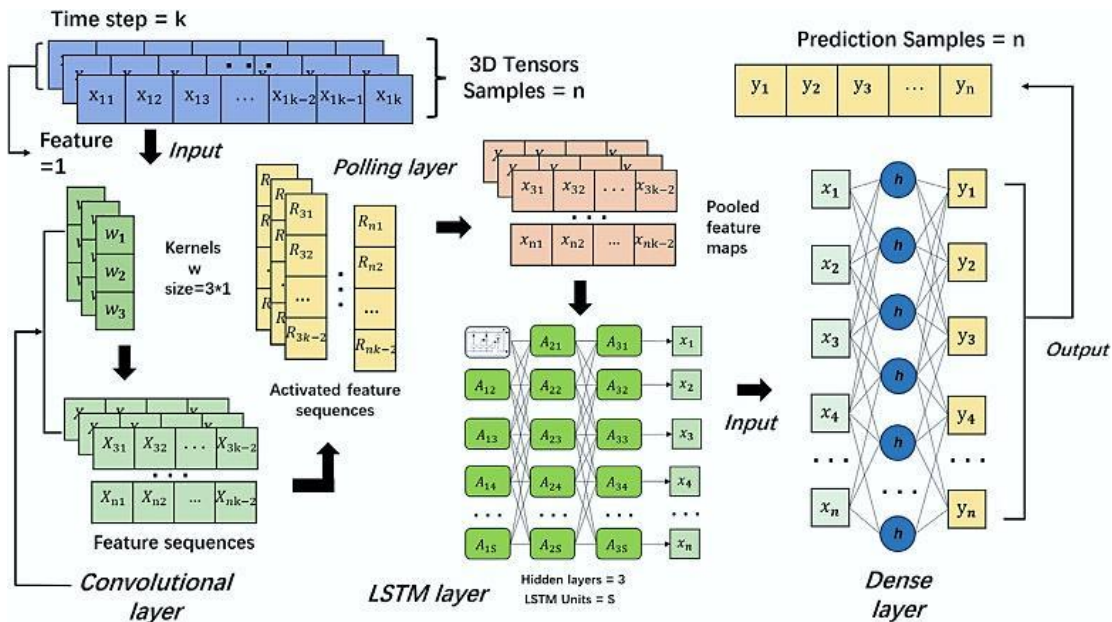 Time step = k
x11 x12 x13 ... x1k-2 x1k-1 x1k
3D Tensors
Samples = n
Prediction Samples = n
y1 y2 y3 ... yn
Feature
=1
Input
Polling layer
w1
w2
w3
Kernels
w
size=3*1
R31
R32
...
R3k-2
Rn1
Rn2
...
Rnk-2
Activated feature
sequences
x31 x32 ... x3k-2
...
xn1 xn2 ... xnk-2
Pooled
feature
maps
X31 X32 ... X3k-2
...
Xn1 Xn2 ... Xnk-2
Feature sequences
Convolutional
layer
A21 A31 x1
A12 A22 A32 x2
A13 A23 A33 x3
A14 A24 A34 x4
... ... ... ...
A1S A2S A3S xn
Hidden layers = 3
LSTM Units = S
LSTM layer
Input
x1 h y1
x2 h y2
x3 h y3
h
x4 h y4
... ... ...
xn h yn
Dense
layer
Output